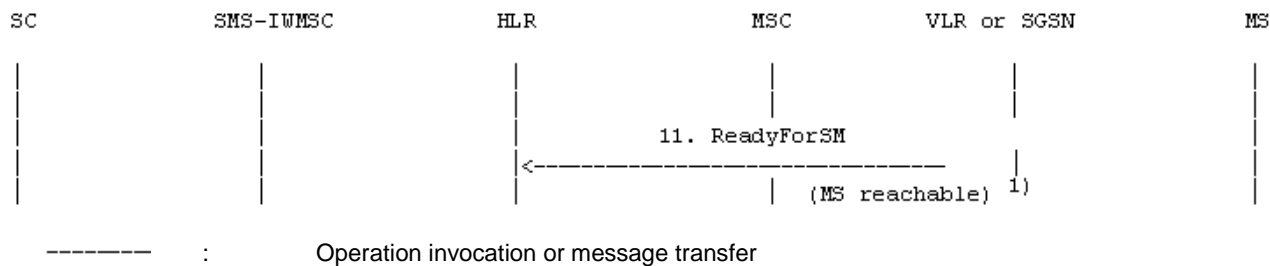 SC SMS-IWMSC HLR MSC VLR or SGSN MS
11. ReadyForSM
(MS reachable) 1)
: Operation invocation or message transfer